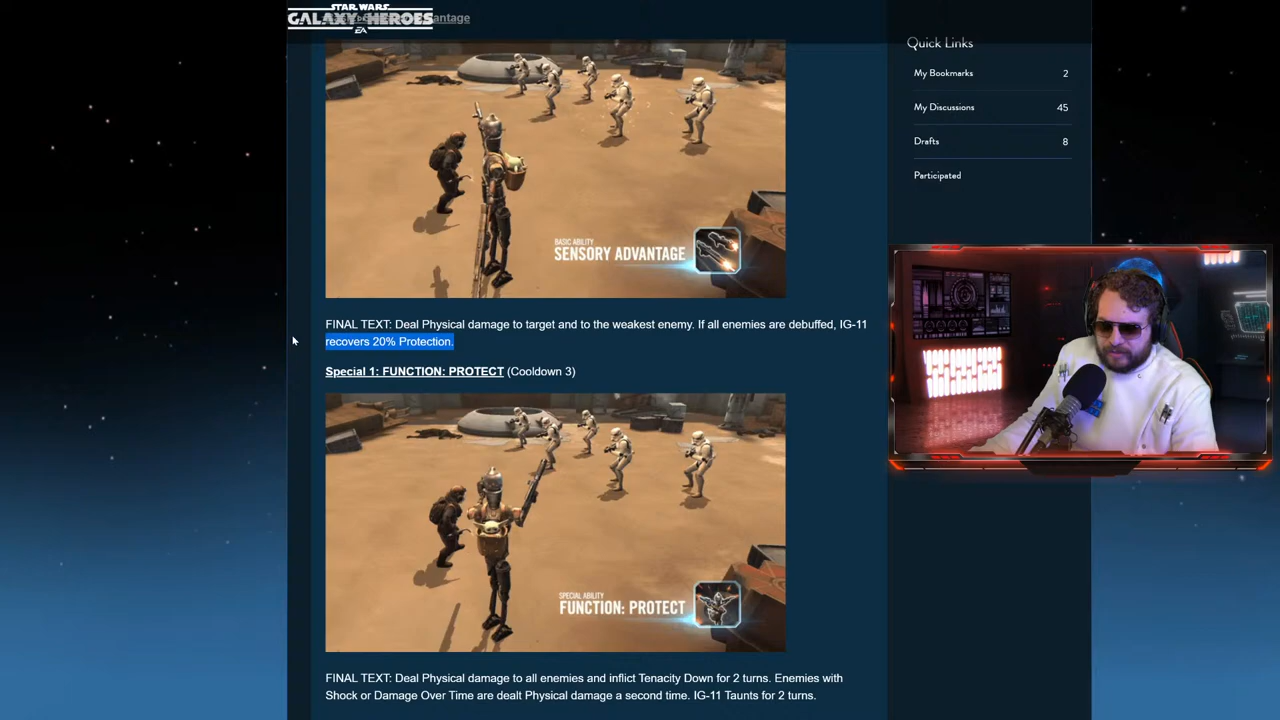 STAR WARS
GALAXY OF HEROES
EA
Quick Links
My Bookmarks 2
My Discussions 45
Drafts 8
Participated
BASIC ABILITY
SENSORY ADVANTAGE
FINAL TEXT: Deal Physical damage to target and to the weakest enemy. If all enemies are debuffed, IG-11
recovers 20% Protection.
Special 1: FUNCTION: PROTECT (Cooldown 3)
SPECIAL ABILITY
FUNCTION: PROTECT
FINAL TEXT: Deal Physical damage to all enemies and inflict Tenacity Down for 2 turns. Enemies with
Shock or Damage Over Time are dealt Physical damage a second time. IG-11 Taunts for 2 turns.